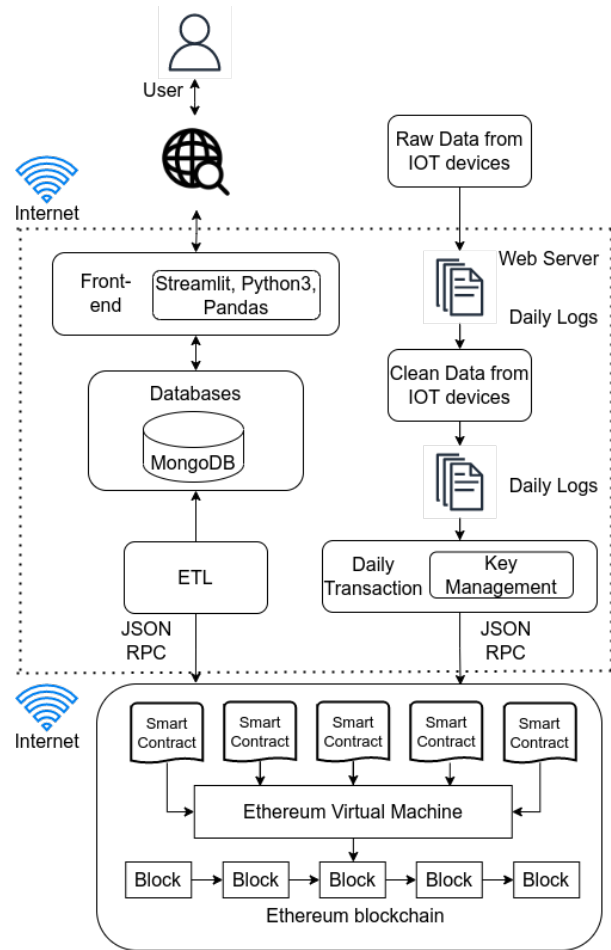 User
Raw Data from
IOT devices
Internet
Web Server
Front-
end
Streamlit, Python3,
Pandas
Daily Logs
Clean Data from
IOT devices
Databases
MongoDB
Daily Logs
ETL
Daily
Transaction
Key
Management
JSON
RPC
JSON
RPC
Internet
Smart
Contract
Smart
Contract
Smart
Contract
Smart
Contract
Smart
Contract
Ethereum Virtual Machine
Block
Block
Block
Block
Block
Ethereum blockchain